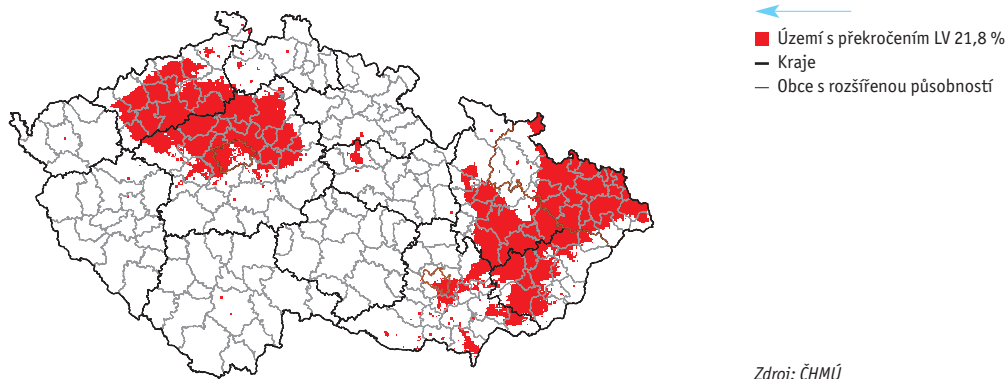 Území s překročením LV 21,8 %
Kraje
Obce s rozšířenou působností
Zdroj: ČHMÚ